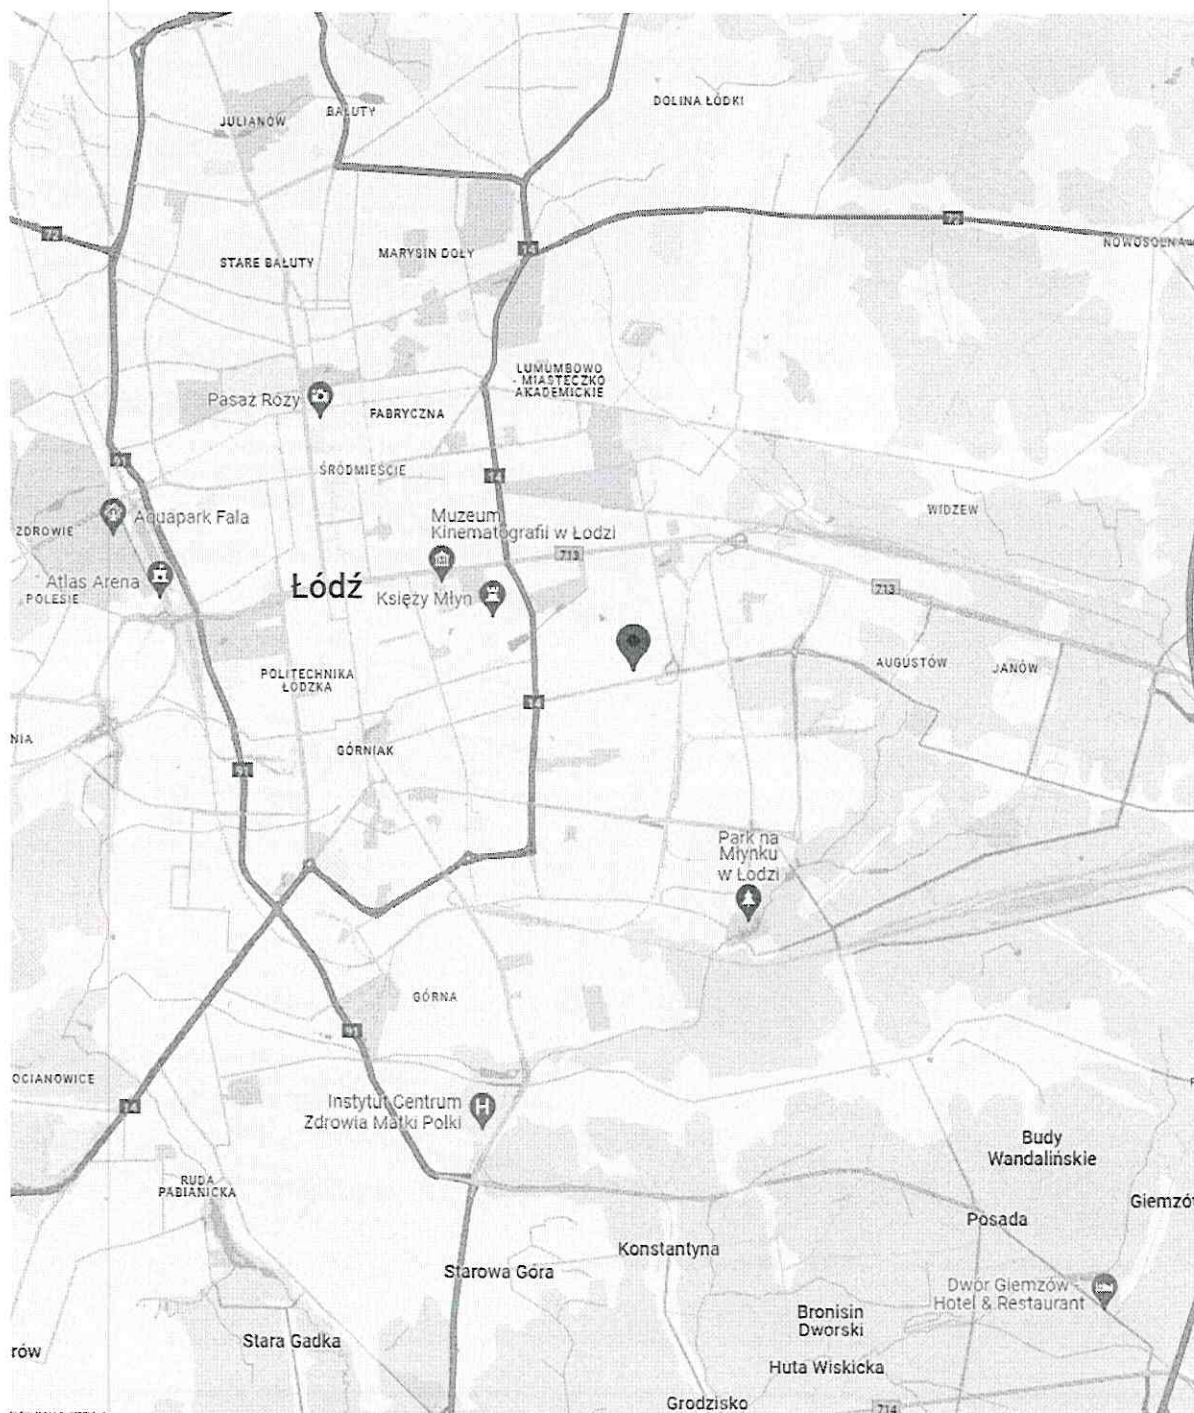 DOLINA ŁÓDKI
JULIANÓW
BAŁUTY
72
72
NOWOSOLNA
14
MARYSIN DOŁY
STARE BAŁUTY
LUMUMBOWO
- MIASTECZKO
AKADEMICKIE
Pasaż Róży
FABRYCZNA
91
ŚRÓDMIEŚCIE
14
WIDZEW
Aquapark Fala
ZDROWIE
Muzeum
Kinematografii w Łodzi
713
Atlas Arena
POLESIE
Łódź
Księży Młyn
713
AUGUSTÓW
JANÓW
POLITECHNIKA
ŁÓDZKA
14
NIA
GÓRNIAK
91
Park na
Młynku
w Łodzi
GÓRNA
91
OCIANOWICE
14
Instytut Centrum
Zdrowia Matki Polki
Budy
Wandalińskie
RUDA
PABIANICKA
Giemzów
Posada
Konstantyna
Starowa Góra
Dwór Giemzów -
Hotel & Restaurant
Bronisin
Dworski
Stara Gadka
rów
Huta Wiskicka
Grodzisko
714